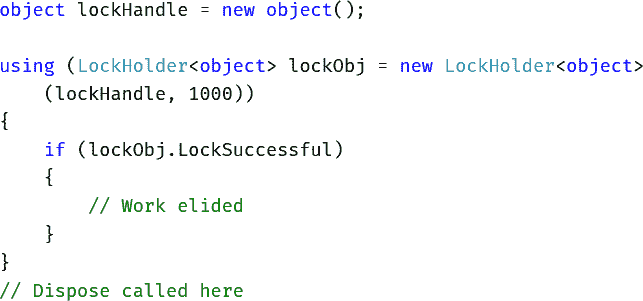 object lockHandle = new object();
using (LockHolder<object> lockObj = new LockHolder<object>
(lockHandle, 1000))
{
if (lockObj.LockSuccessful)
{
// Work elided
}
}
// Dispose called here